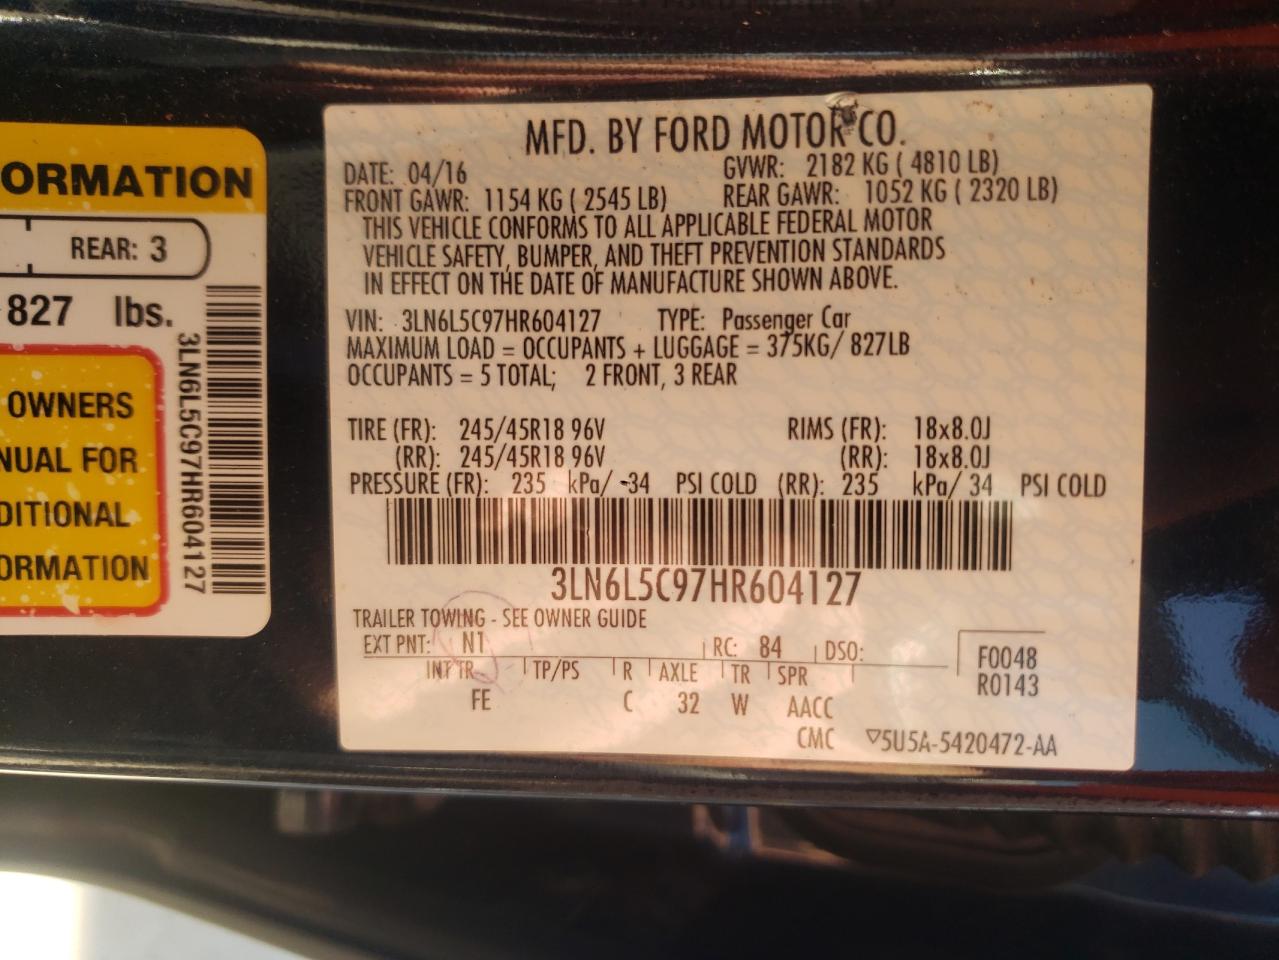 ORMATION
REAR: 3
827 lbs.
OWNERS
NUAL FOR
DITIONAL
ORMATION
3LN6L5C97HR604127
MFD. BY FORD MOTOR CO.
DATE: 04/16 GVWR: 2182 KG ( 4810 LB)
FRONT GAWR: 1154 KG ( 2545 LB) REAR GAWR: 1052 KG ( 2320 LB)
THIS VEHICLE CONFORMS TO ALL APPLICABLE FEDERAL MOTOR
VEHICLE SAFETY, BUMPER, AND THEFT PREVENTION STANDARDS
IN EFFECT ON THE DATE OF MANUFACTURE SHOWN ABOVE.
VIN: 3LN6L5C97HR604127 TYPE: Passenger Car
MAXIMUM LOAD = OCCUPANTS + LUGGAGE = 375KG/ 827LB
OCCUPANTS = 5 TOTAL; 2 FRONT, 3 REAR
TIRE (FR): 245/45R18 96V RIMS (FR): 18x8.0J
(RR): 245/45R18 96V (RR): 18x8.0J
PRESSURE (FR): 235 kPa/ 34 PSI COLD (RR): 235 kPa/ 34 PSI COLD
3LN6L5C97HR604127
TRAILER TOWING - SEE OWNER GUIDE
EXT PNT: N1 RC: 84 DSO:
F0048
INT TR TP/PS R AXLE TR SPR
R0143
FE C 32 W AACC
CMC ▽5U5A-5420472-AA